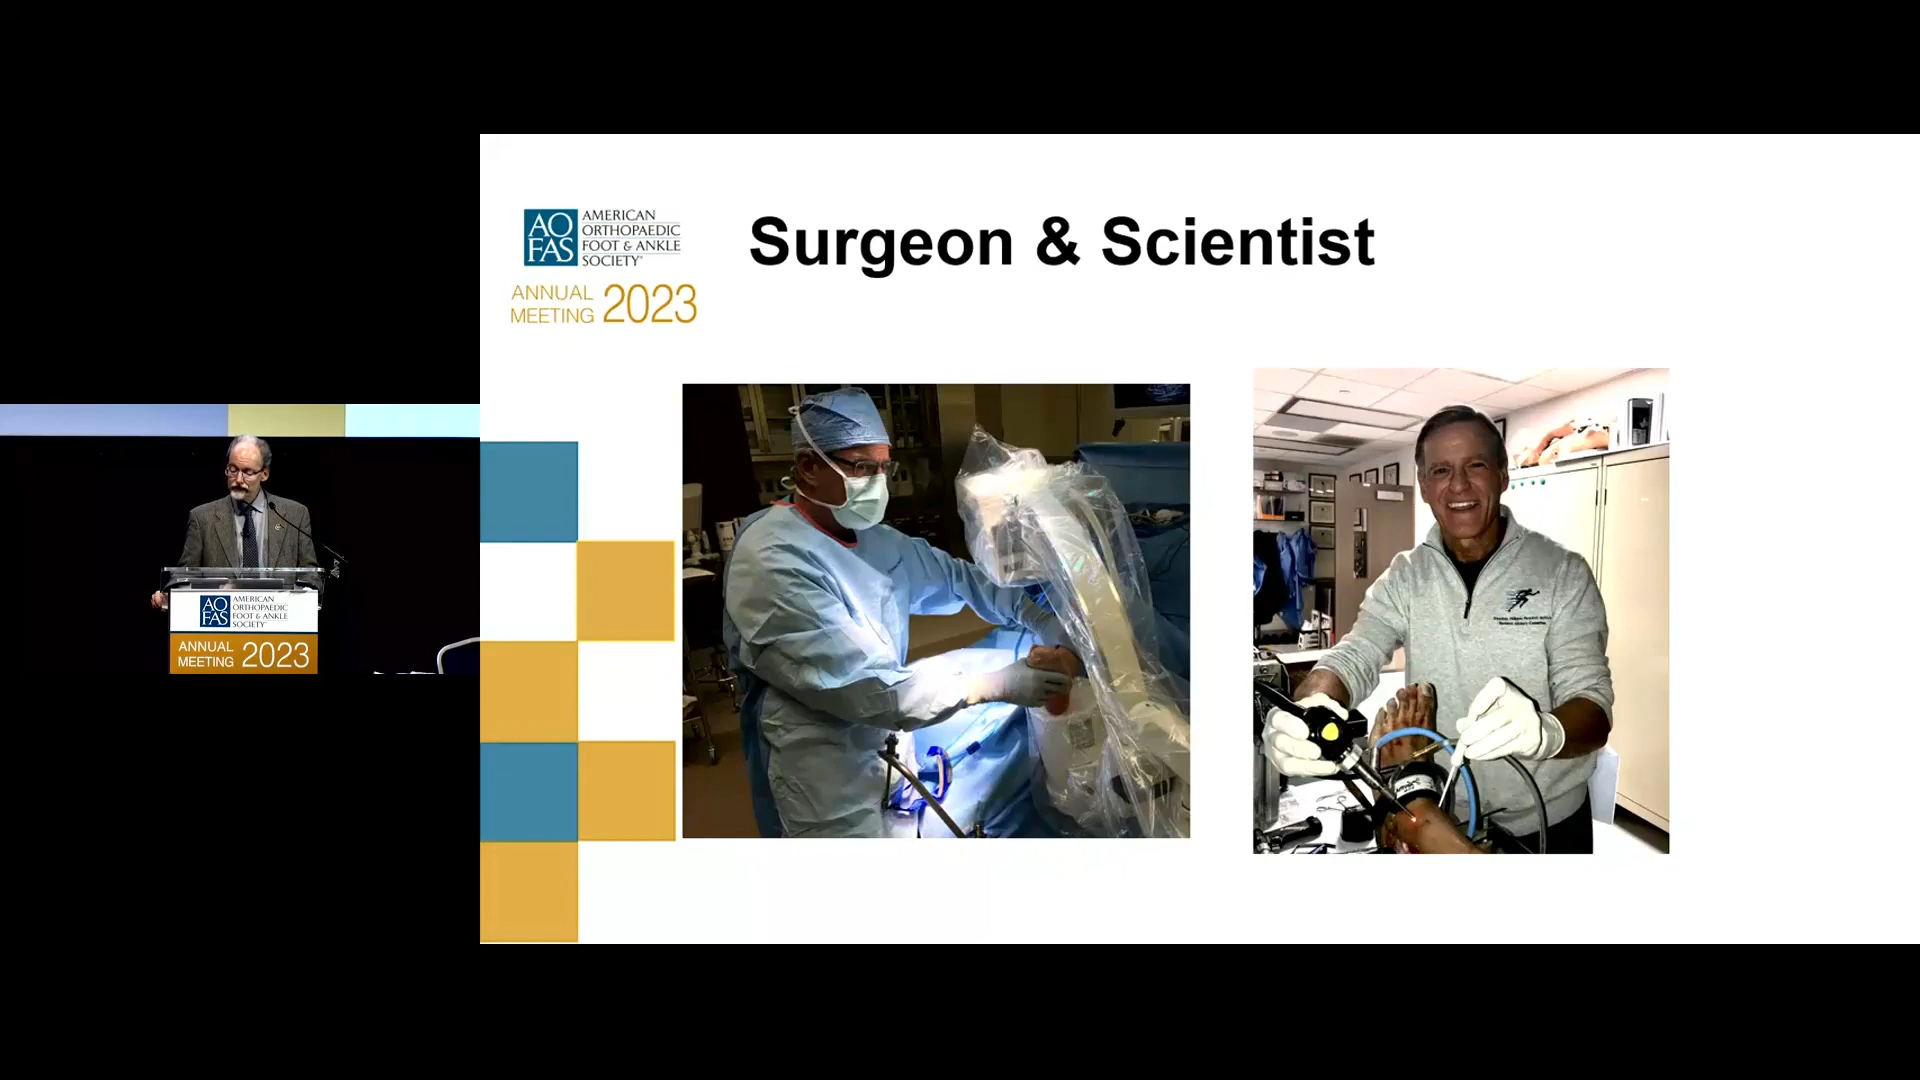 AO
FAS
AMERICAN
ORTHOPAEDIC
FOOT & ANKLE
SOCIETY
ANNUAL
MEETING 2023
Surgeon & Scientist
AO
FAS
AMERICAN
ORTHOPAEDIC
FOOT & ANKLE
SOCIETY
ANNUAL
MEETING 2023